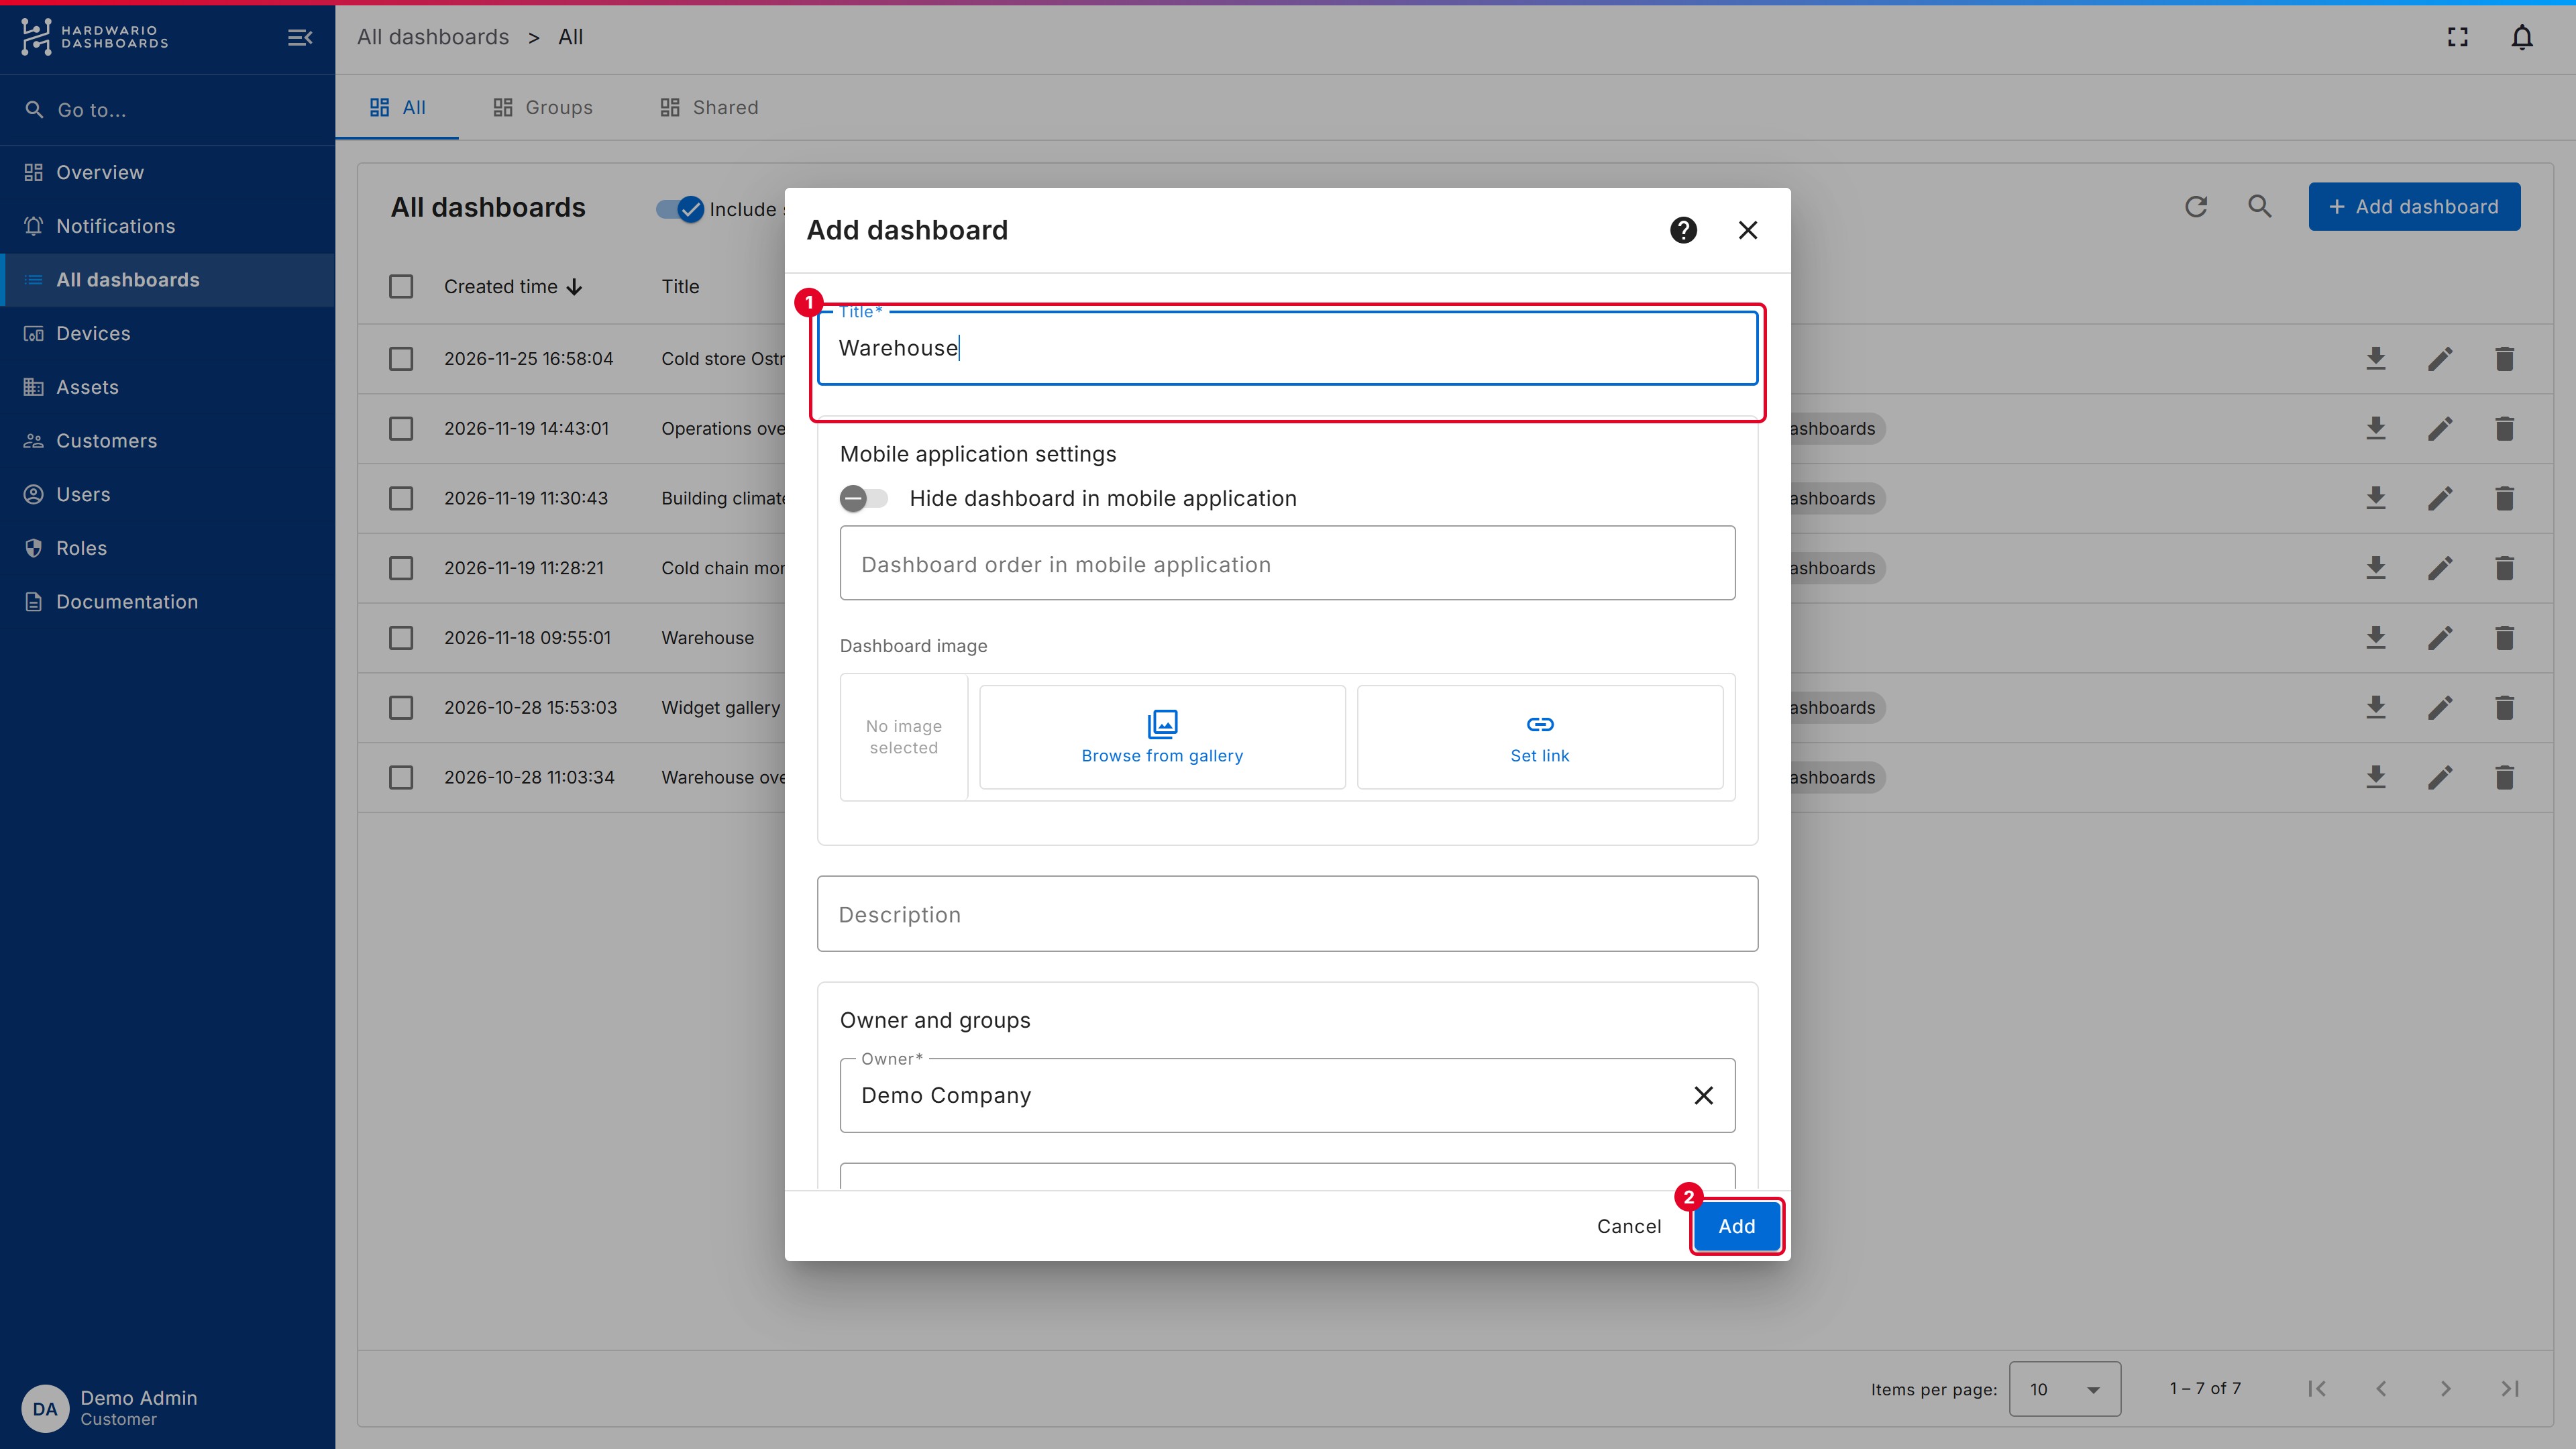 HARDWARIO
DASHBOARDS
All dashboards > All
Go to...
All
Groups
Shared
Overview
Notifications
All dashboards
Devices
Assets
Customers
Users
Roles
Documentation
All dashboards
Include
Add dashboard
Created time
Title
2026-11-25 16:58:04 Cold store Ostr
2026-11-19 14:43:01 Operations ove
ashboards
2026-11-19 11:30:43 Building climate
ashboards
2026-11-19 11:28:21 Cold chain mor
ashboards
2026-11-18 09:55:01 Warehouse
2026-10-28 15:53:03 Widget gallery
ashboards
2026-10-28 11:03:34 Warehouse ove
ashboards
Add dashboard
?
1
Title*
Warehouse
Mobile application settings
Hide dashboard in mobile application
Dashboard order in mobile application
Dashboard image
No image
selected
Browse from gallery
Set link
Description
Owner and groups
Owner*
Demo Company
2
Cancel
Add
Items per page: 10
1 – 7 of 7
DA
Demo Admin
Customer